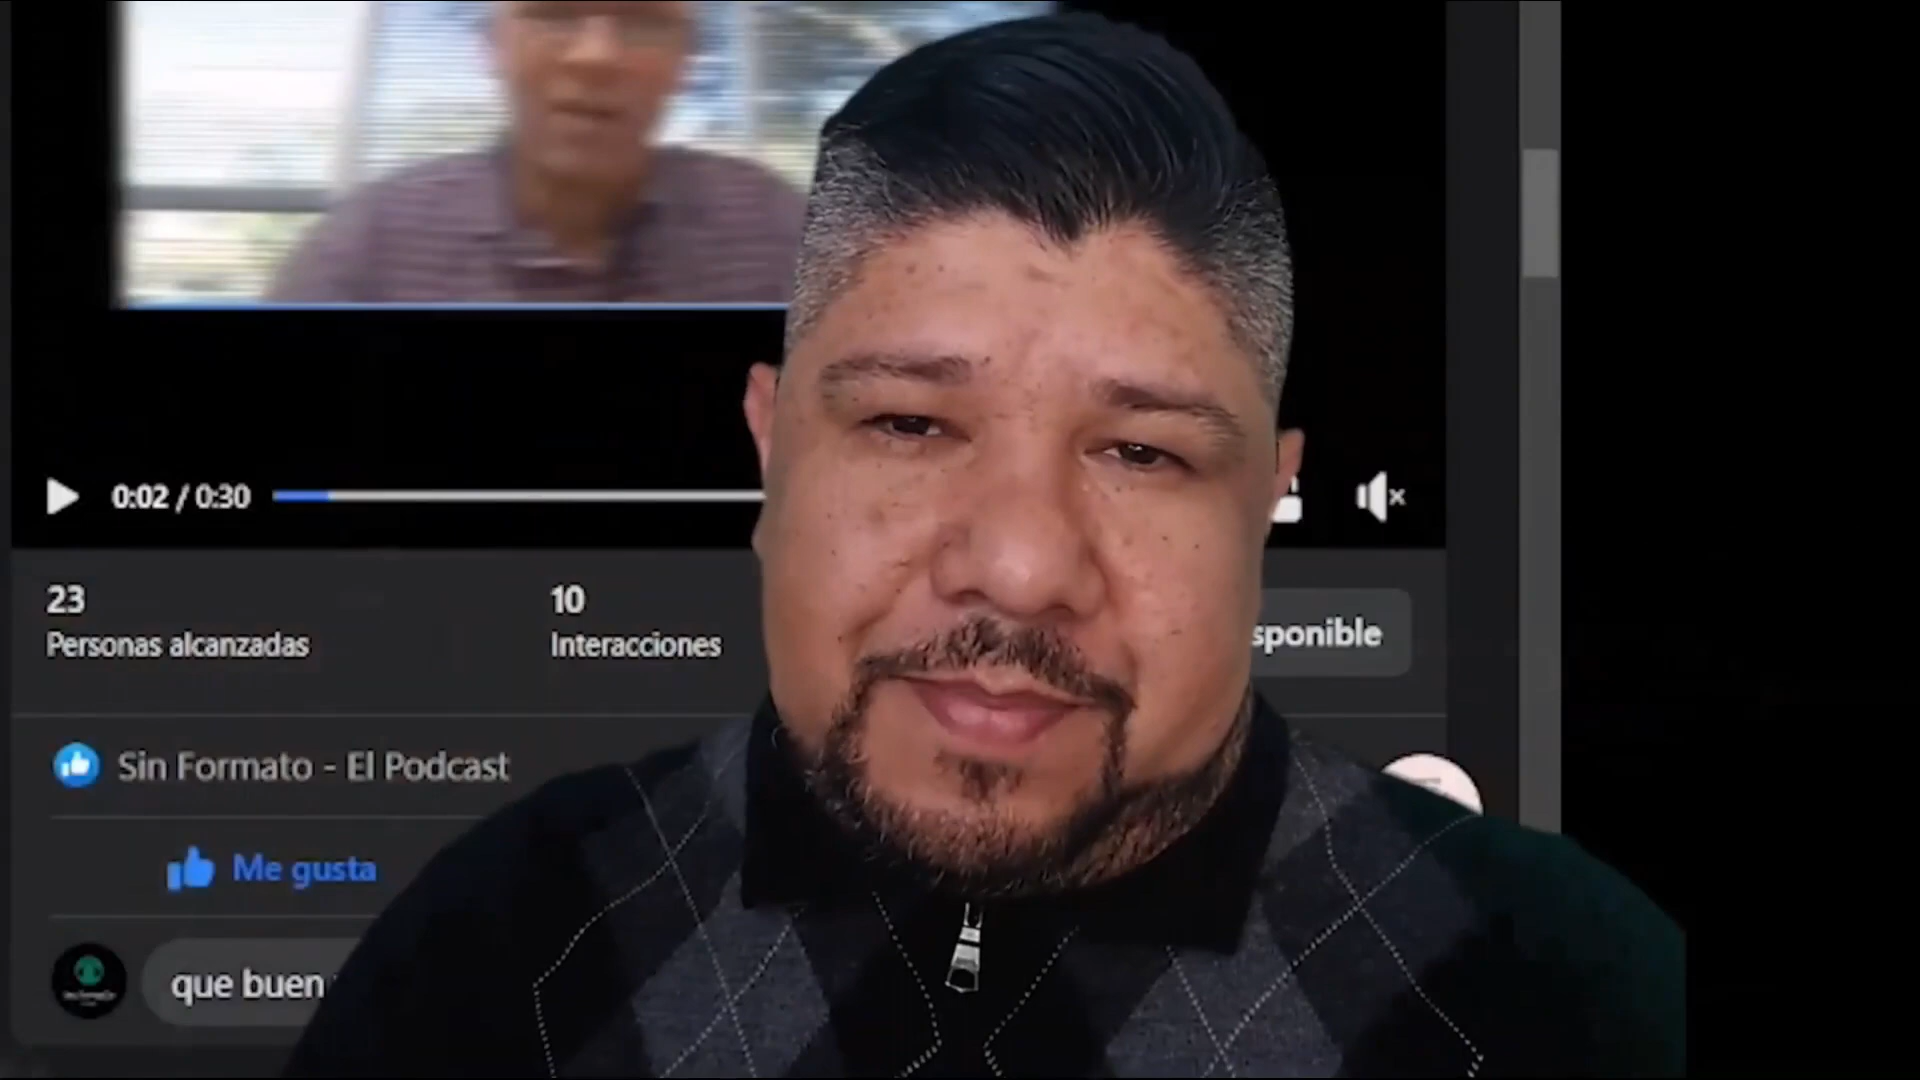 0:02 / 0:30
23
Personas alcanzadas
10
Interacciones
sponible
Sin Formato - El Podcast
Me gusta
que buen